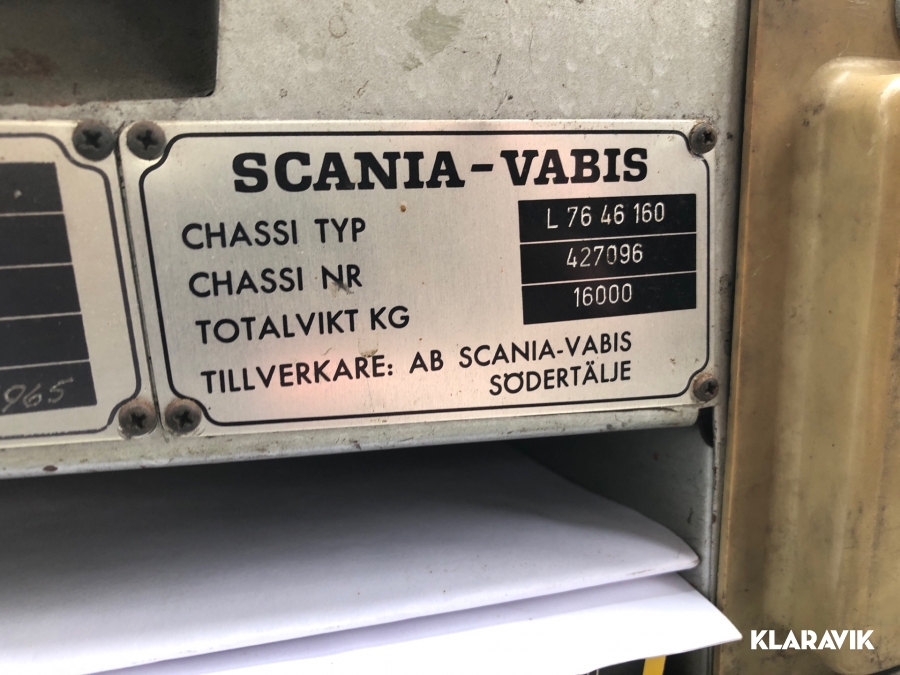 SCANIA-VABIS
CHASSI TYP L 76 46 160
CHASSI NR 427096
TOTALVIKT KG 16000
TILLVERKARE: AB SCANIA-VABIS
SÖDERTÄLJE
965
KLARAVIK